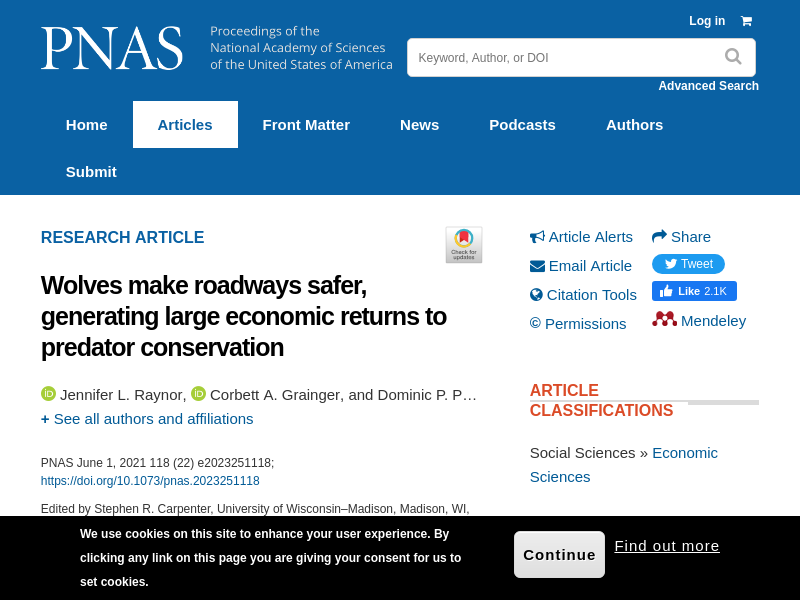 PNAS
Proceedings of the
National Academy of Sciences
of the United States of America
Log in
Keyword, Author, or DOI
Advanced Search
Home
Articles
Front Matter
News
Podcasts
Authors
Submit
RESEARCH ARTICLE
Check for
updates
Wolves make roadways safer,
generating large economic returns to
predator conservation
iD Jennifer L. Raynor, iD Corbett A. Grainger, and Dominic P. P…
+ See all authors and affiliations
PNAS June 1, 2021 118 (22) e2023251118;
https://doi.org/10.1073/pnas.2023251118
Edited by Stephen R. Carpenter, University of Wisconsin–Madison, Madison, WI,
Article Alerts
Email Article
Citation Tools
© Permissions
Share
Tweet
Like 2.1K
Mendeley
ARTICLE
CLASSIFICATIONS
Social Sciences » Economic
Sciences
We use cookies on this site to enhance your user experience. By
clicking any link on this page you are giving your consent for us to
set cookies.
Continue
Find out more